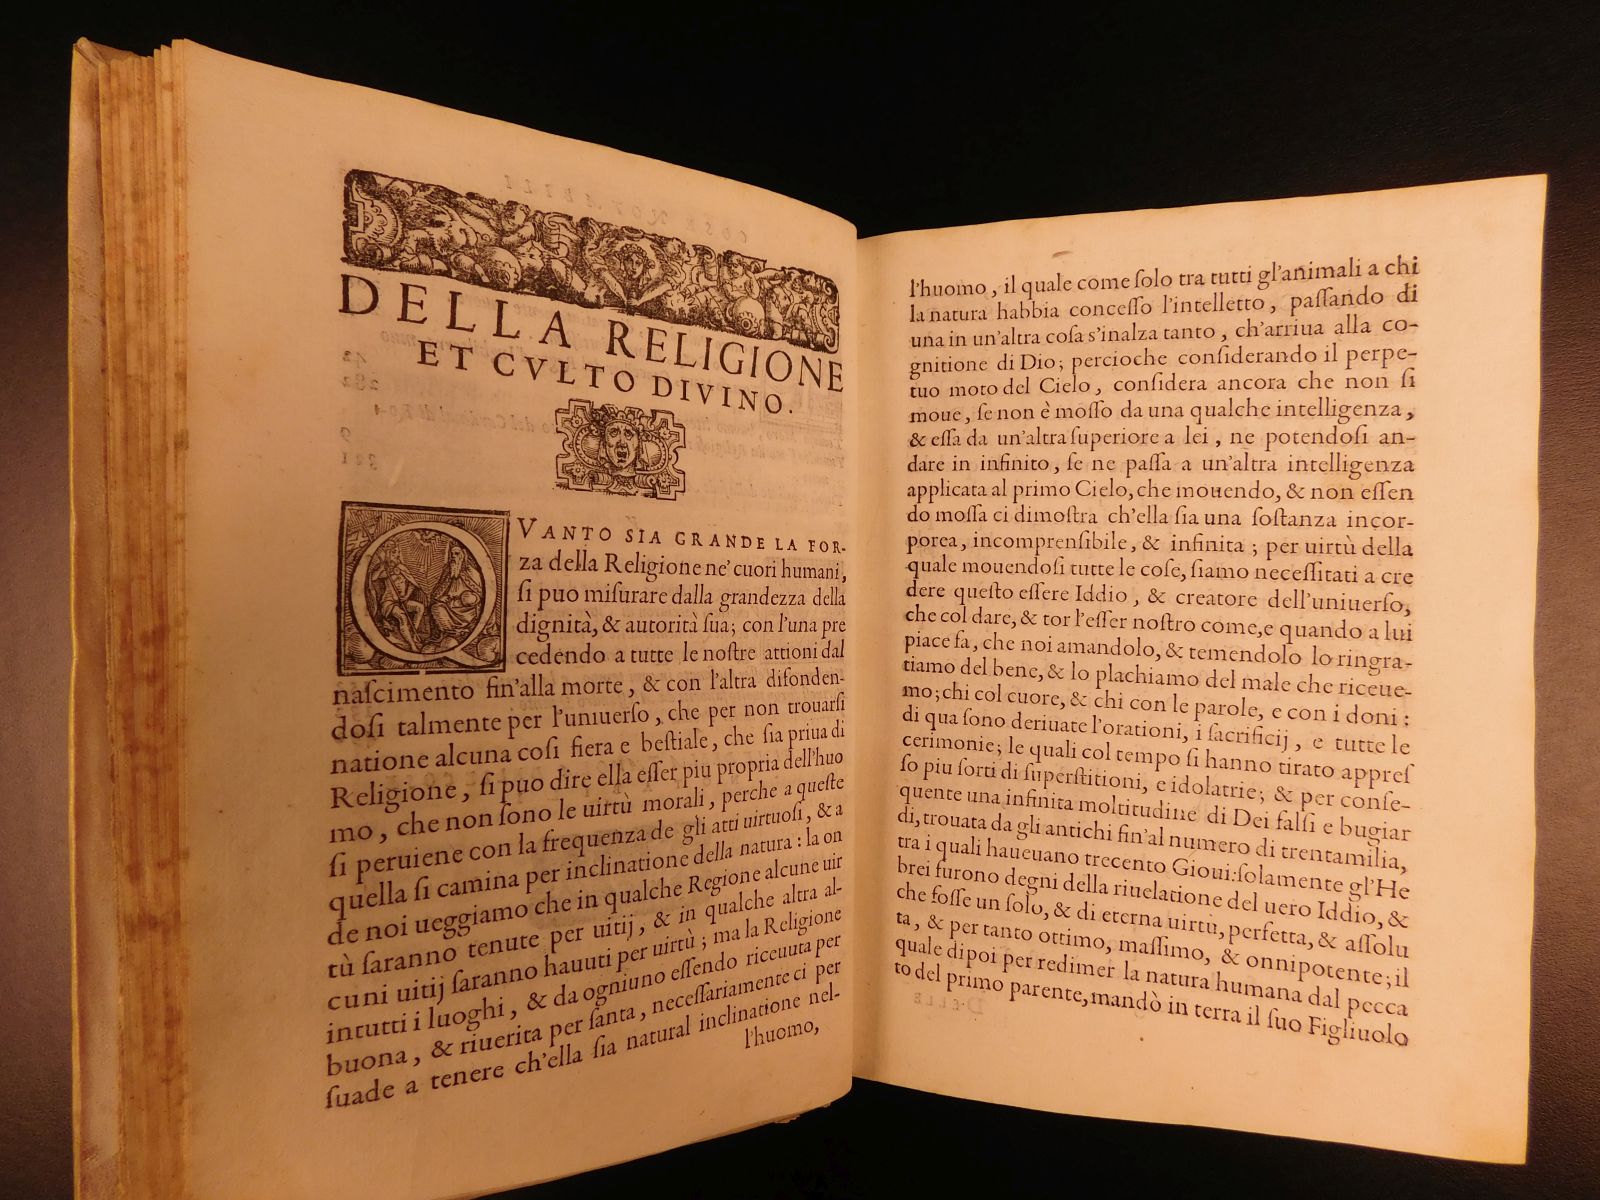 DELLA RELIGIONE
ET CVLTO DIVINO.
QVANTO SIA GRANDE LA FOR-
za della Religione ne' cuori humani,
ſi puo miſurare dalla grandezza della
dignità, & autorità ſua; con l'una pre
cedendo a tutte le noſtre attioni dal
naſcimento fin'alla morte, & con l'altra difonden-
doſi talmente per l'uniuerſo, che per non trouarſi
natione alcuna coſi fiera e beſtiale, che ſia priua di
Religione, ſi puo dire ella eſſer piu propria dell'huo
mo, che non ſono le uirtù morali, perche a queſte
ſi peruiene con la frequenza de gli atti uirtuoſi, & a
quella ſi camina per inclinatione della natura: la on
de noi ueggiamo che in qualche Regione alcune uir
tù ſaranno tenute per uitij, & in qualche altra al-
cuni uitij ſaranno hauuti per uirtù; ma la Religione
intutti i luoghi, & da ogniuno eſſendo riceuuta per
buona, & riuerita per ſanta, neceſſariamente ci per
ſuade a tenere ch'ella ſia natural inclinatione nel-
l'huomo,
l'huomo, il quale come ſolo tra tutti gl'animali a chi
la natura habbia conceſſo l'intelletto, paſſando di
una in un'altra coſa s'inalza tanto, ch'arriua alla co-
gnitione di Dio; percioche conſiderando il perpe-
tuo moto del Cielo, conſidera ancora che non ſi
moue, ſe non è moſſo da una qualche intelligenza,
& eſſa da un'altra ſuperiore a lei, ne potendoſi an-
dare in infinito, ſe ne paſſa a un'altra intelligenza
applicata al primo Cielo, che mouendo, & non eſſen
do moſſa ci dimoſtra ch'ella ſia una ſoſtanza incor-
porea, incomprenſibile, & infinita; per uirtù della
quale mouendoſi tutte le coſe, ſiamo neceſſitati a cre
dere queſto eſſere Iddio, & creatore dell'uniuerſo,
che col dare, & tor l'eſſer noſtro come, e quando a lui
piace fa, che noi amandolo, & temendolo lo ringra-
tiamo del bene, & lo plachiamo del male che riceue-
mo; chi col cuore, & chi con le parole, e con i doni:
di qua ſono deriuate l'orationi, i ſacrificij, e tutte le
cerimonie; le quali col tempo ſi hanno tirato appreſ
ſo piu ſorti di ſuperſtitioni, e idolatrie; & per conſe-
quente una infinita moltitudine di Dei falſi e bugiar
di, trouata da gli antichi fin'al numero di trentamilia,
tra i quali haueuano trecento Gioui: ſolamente gl'He
brei furono degni della riuelatione del uero Iddio, &
che foſſe un ſolo, & di eterna uirtù, perfetta, & aſſolu
ta, & per tanto ottimo, maſſimo, & onnipotente; il
quale dipoi per redimer la natura humana dal pecca
to del primo parente, mandò in terra il ſuo Figliuolo